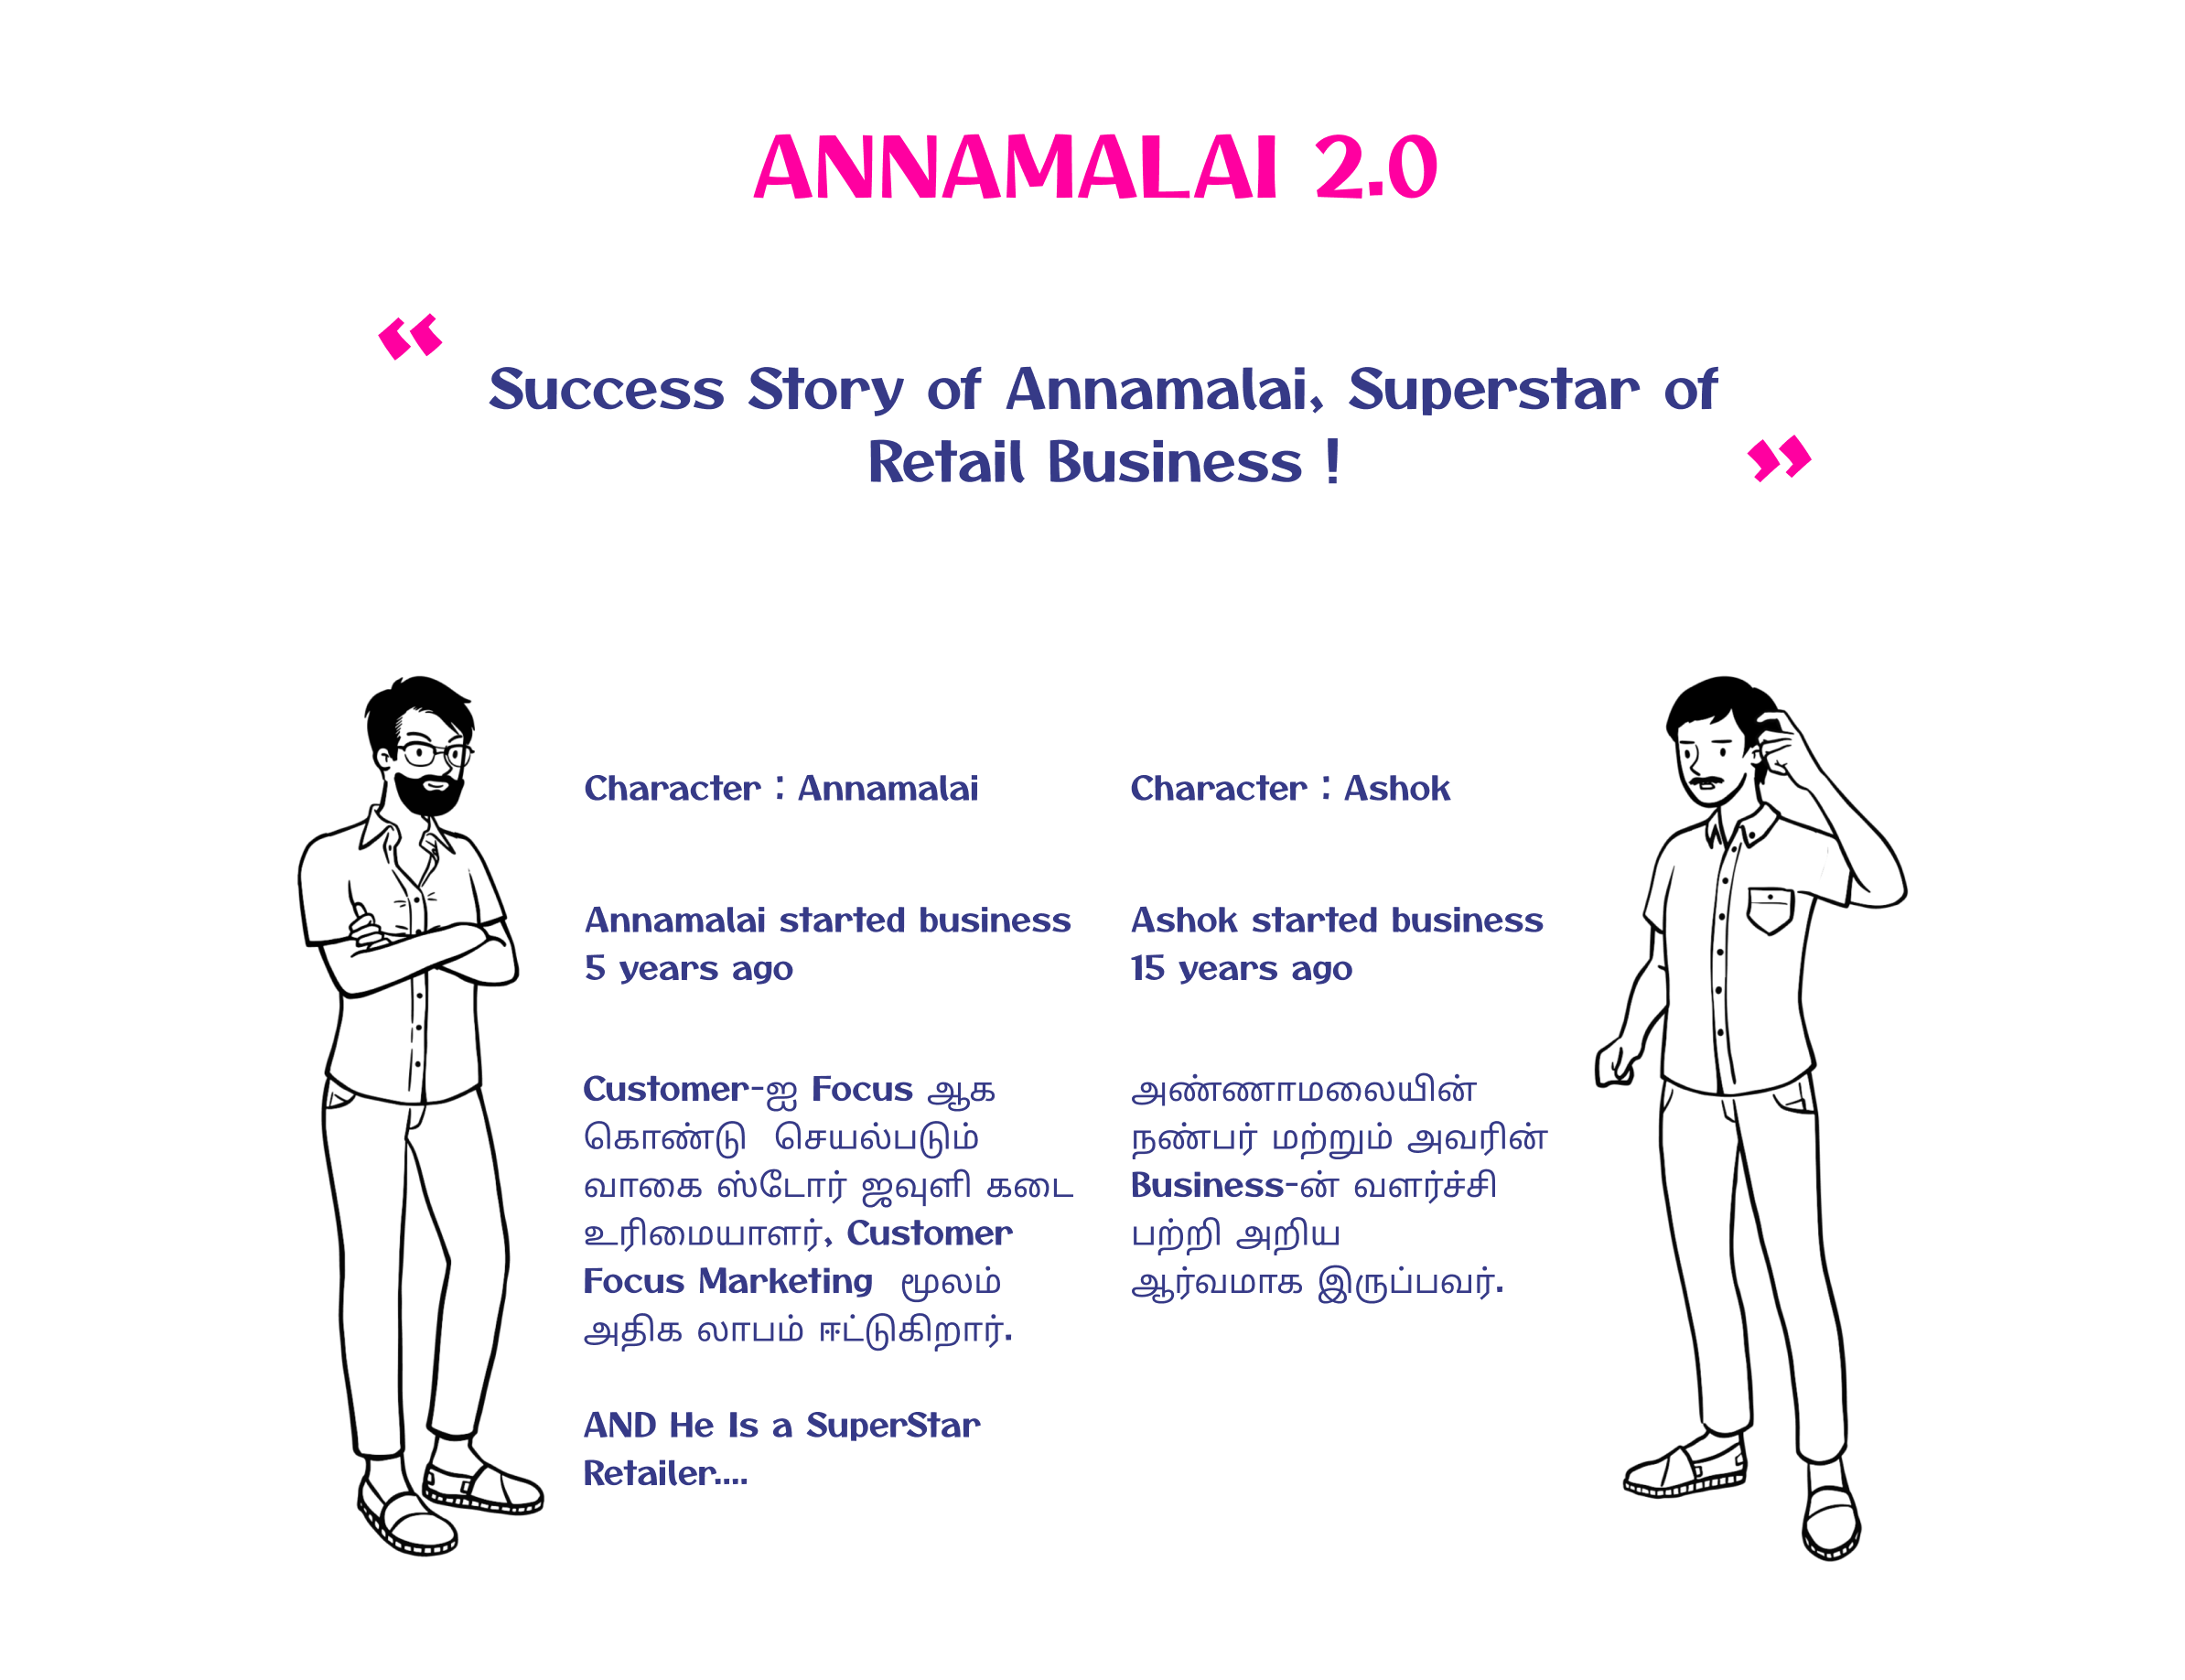 ANNAMALAI 2.0
“
Success Story of Annamalai, Superstar of
Retail Business !
”
Character : Annamalai
Annamalai started business
5 years ago
Customer-ஐ Focus ஆக
கொண்டு செயல்படும்
வாகை ஸ்டோர் ஜவுளி கடை
உரிமையாளர், Customer
Focus Marketing மூலம்
அதிக லாபம் ஈட்டுகிறார்.
AND He Is a SuperStar
Retailer....
Character : Ashok
Ashok started business
15 years ago
அண்ணாமலையின்
நண்பர் மற்றும் அவரின்
Business-ன் வளர்ச்சி
பற்றி அறிய
ஆர்வமாக இருப்பவர்.